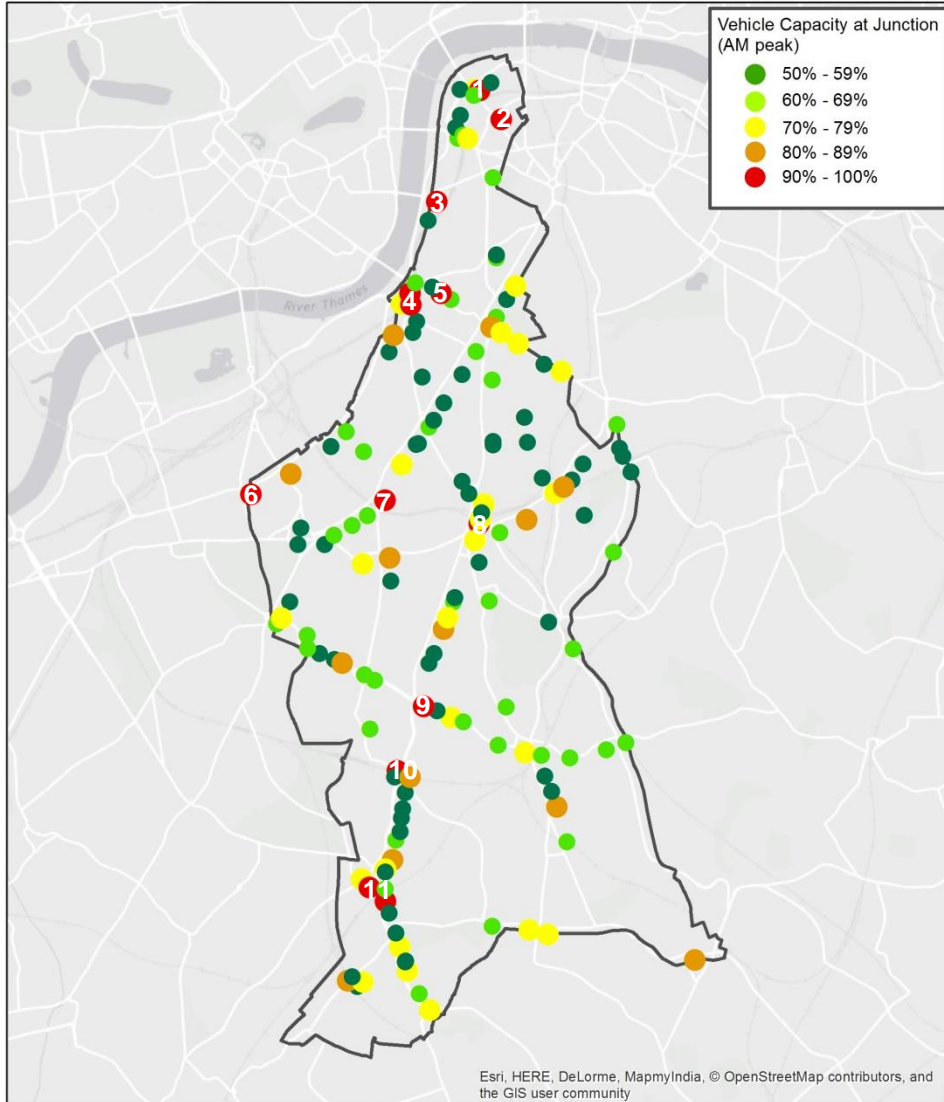 Vehicle Capacity at Junction
(AM peak)
50% - 59%
60% - 69%
70% - 79%
80% - 89%
90% - 100%
1
2
3
River Thames
4
5
6
7
8
9
10
11
Esri, HERE, DeLorme, MapmyIndia, © OpenStreetMap contributors, and
the GIS user community